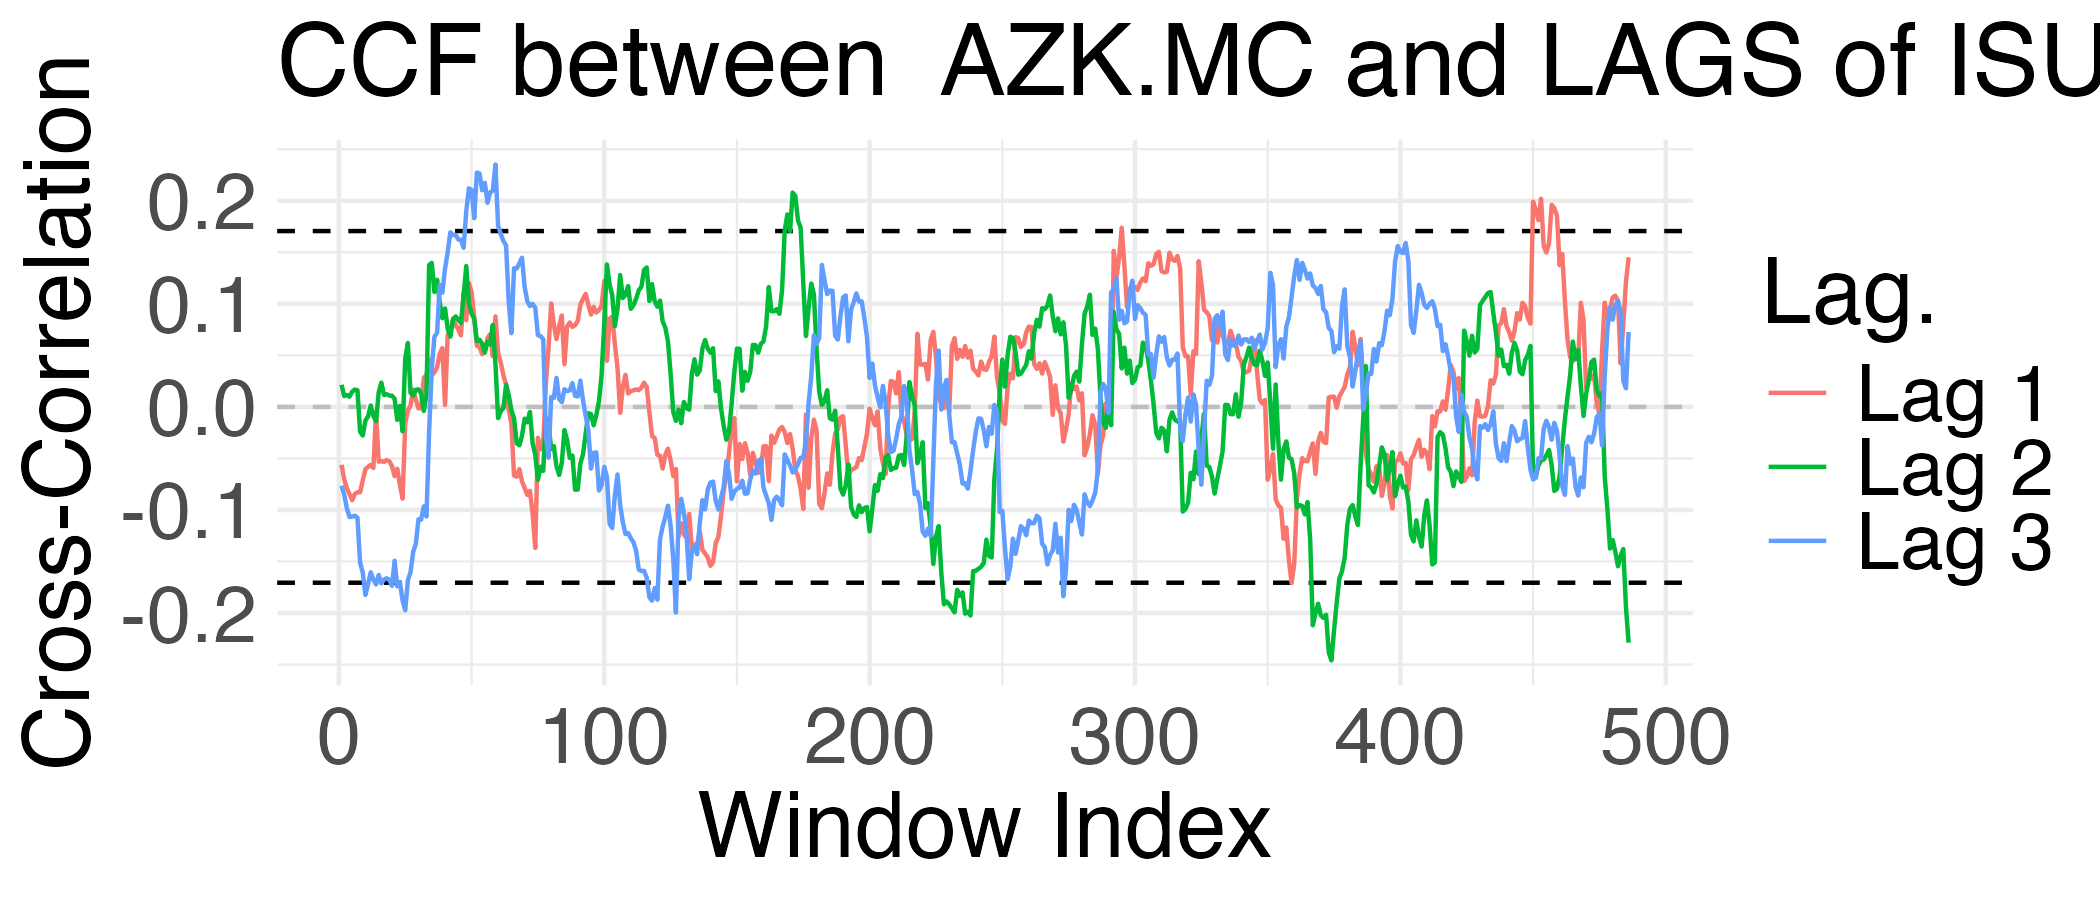 CCF between AZK.MC and LAGS of ISU
Cross-Correlation
0.2
0.1
0.0
-0.1
-0.2
0 100 200 300 400 500
Window Index
Lag.
Lag 1
Lag 2
Lag 3